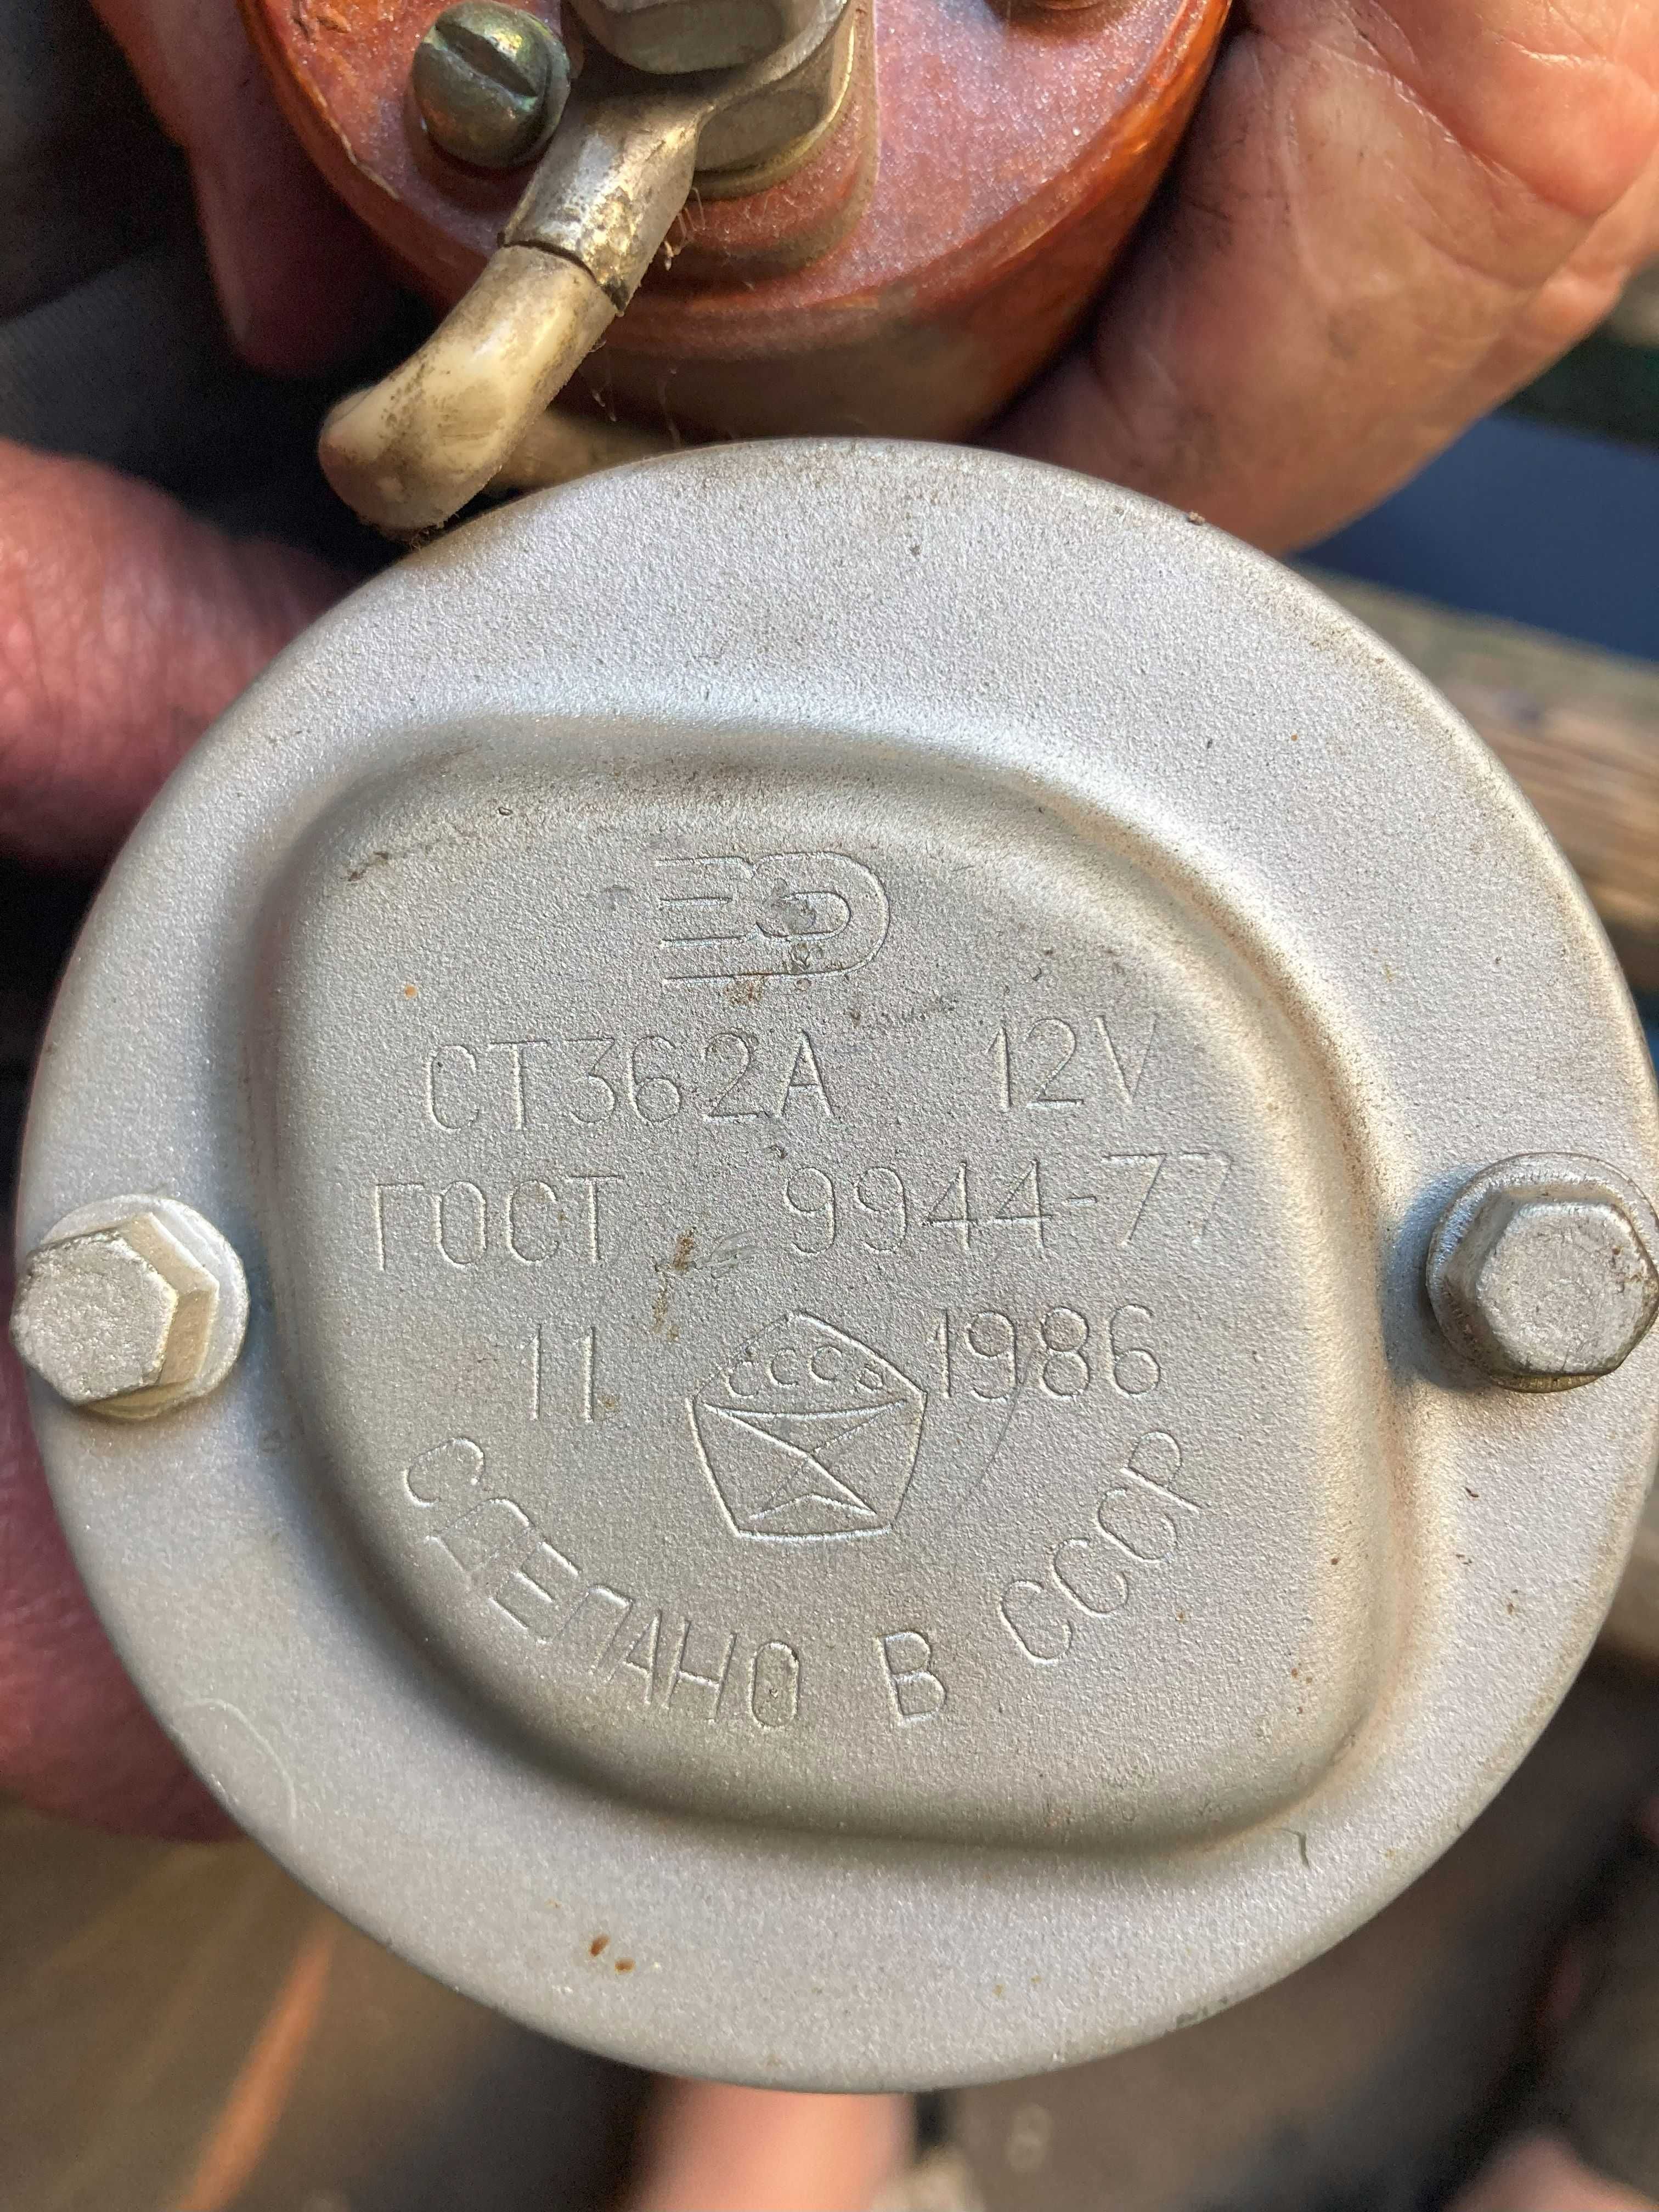 СТ362А 12V
ГОСТ 9944-77
11 1986
СССР
СДЕЛАНО В СССР